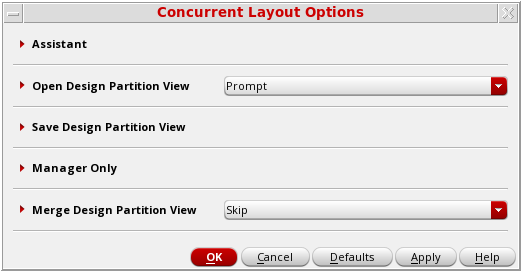 Concurrent Layout Options
Assistant
Open Design Partition View Prompt
Save Design Partition View
Manager Only
Merge Design Partition View Skip
OK Cancel Defaults Apply Help